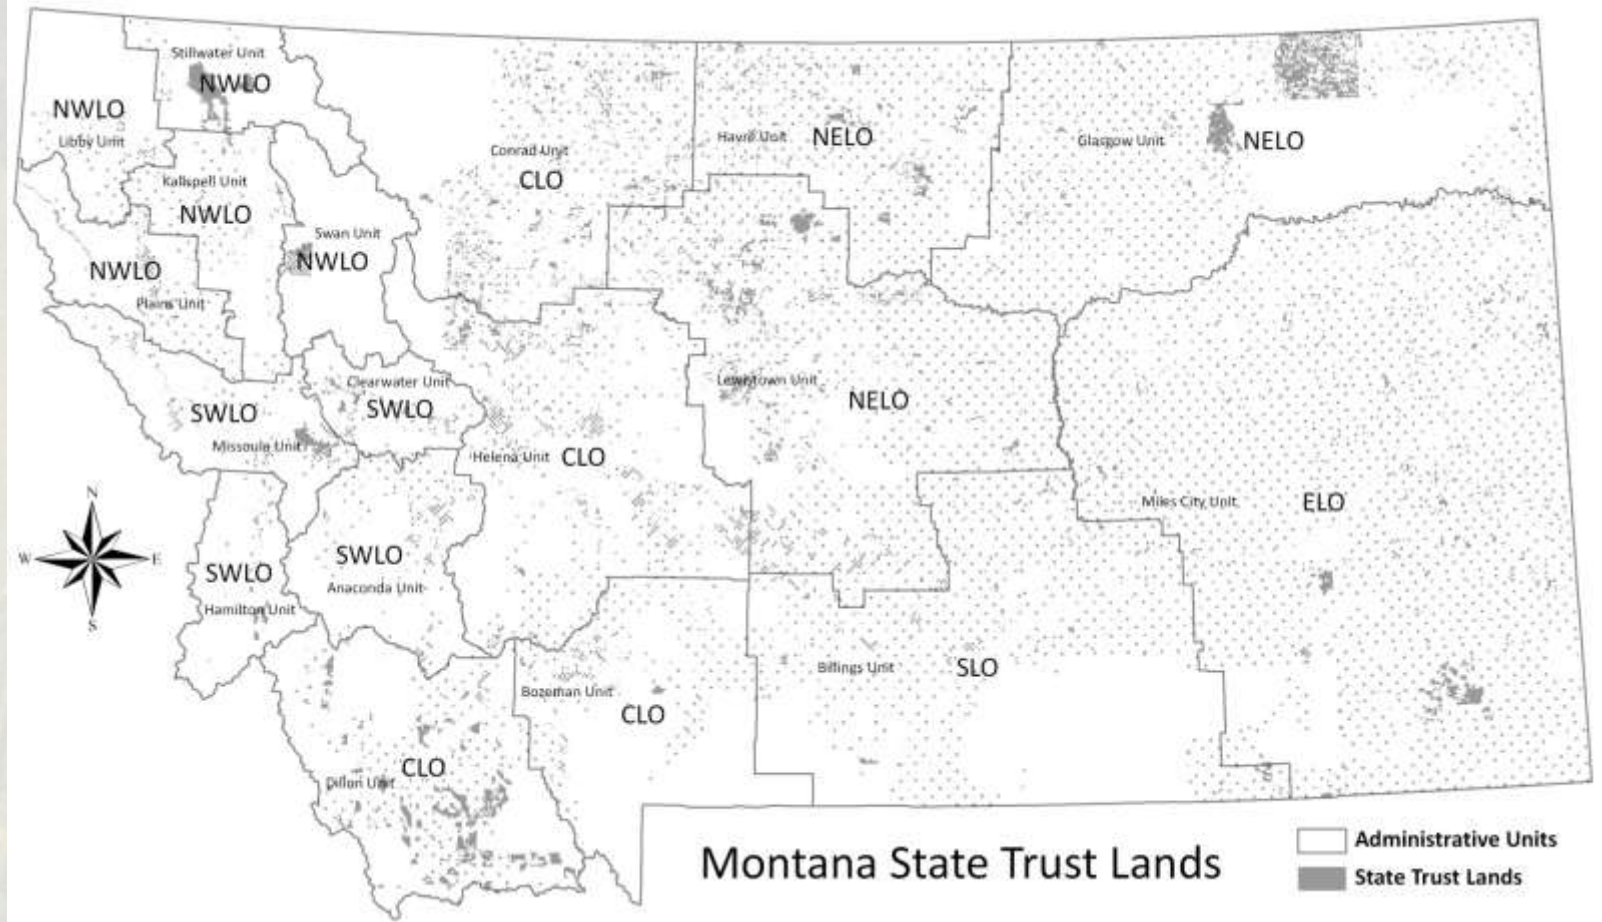 Stillwater Unit
NWLO
NWLO
Libby Unit
Kalispell Unit
NWLO
Swan Unit
NWLO
NWLO
Plains Unit
Conrad Unit
CLO
Havre Unit
NELO
Glasgow Unit
NELO
Clearwater Unit
SWLO
SWLO
Missoula Unit
Lewistown Unit
NELO
Helena Unit
CLO
Miles City Unit
ELO
N
W
E
S
SWLO
Hamilton Unit
SWLO
Anaconda Unit
Billings Unit
SLO
Bozeman Unit
CLO
CLO
Dillon Unit
Montana State Trust Lands
Administrative Units
State Trust Lands